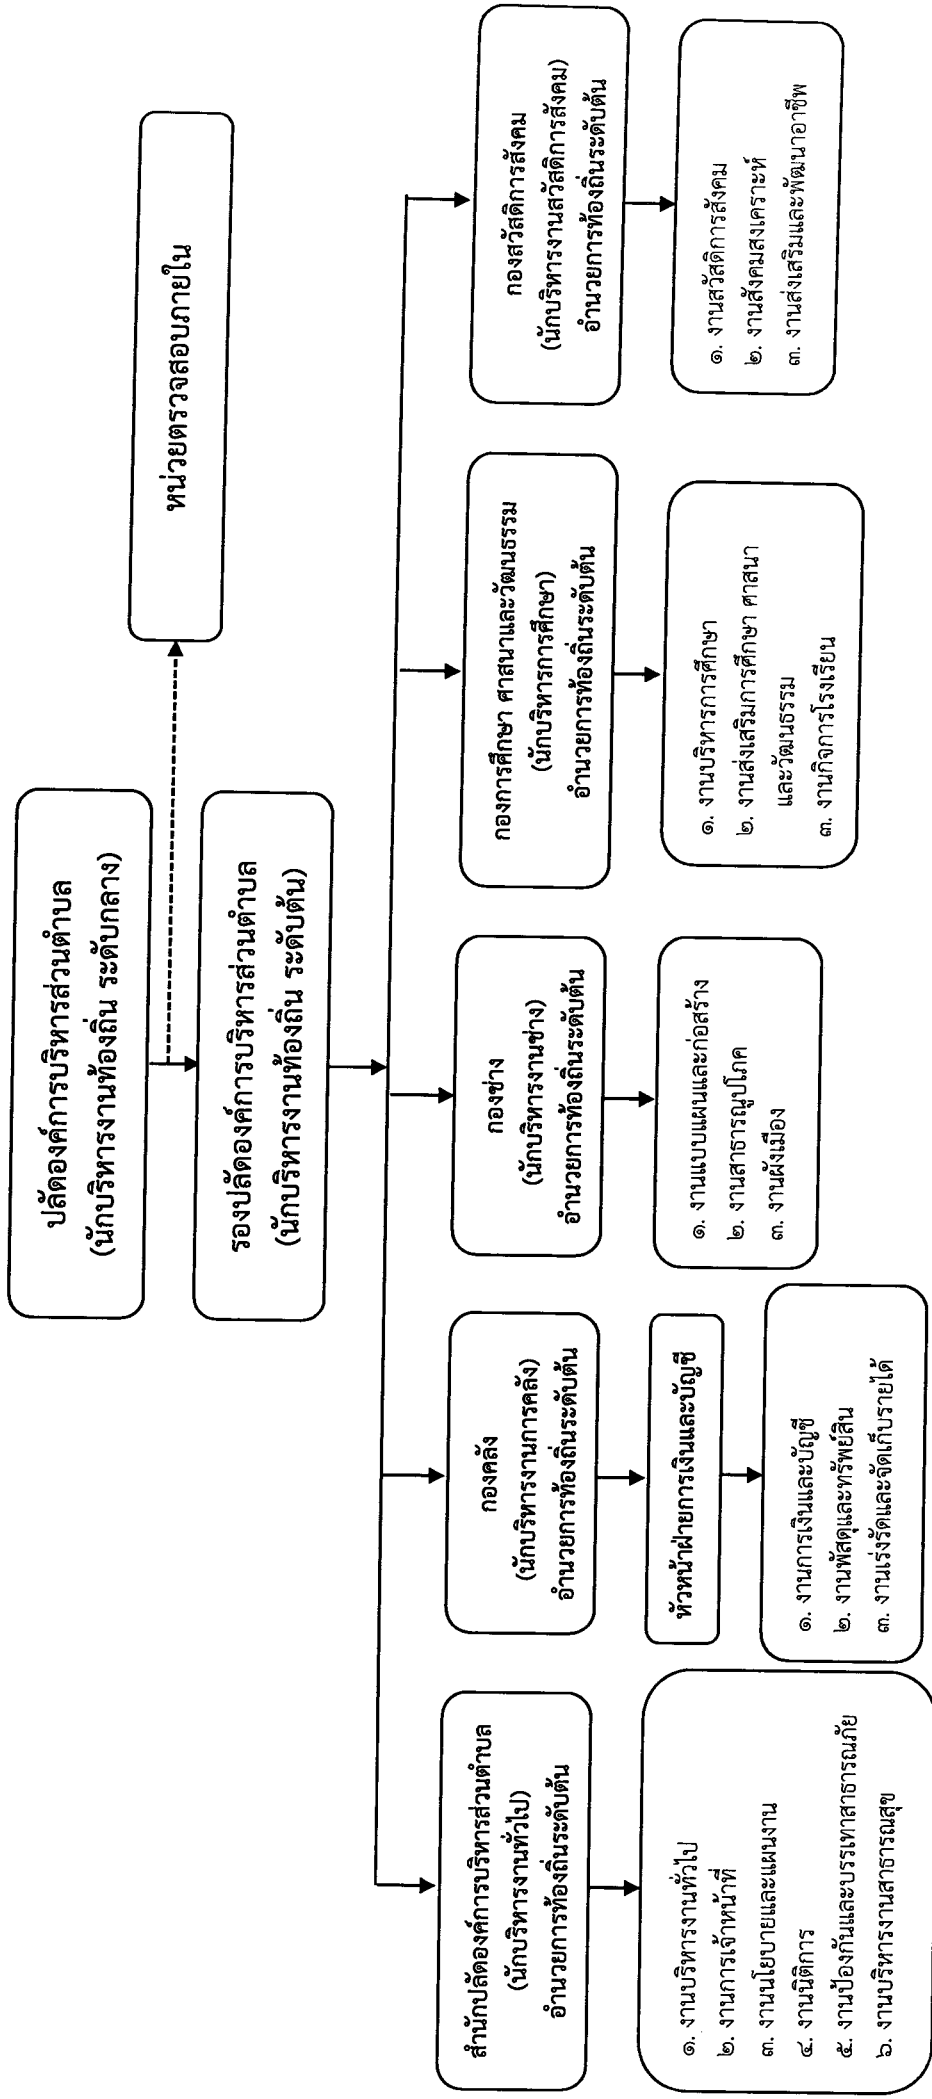 ปลัดองค์การบริหารส่วนตำบล
(นักบริหารงานท้องถิ่น ระดับกลาง)
หน่วยตรวจสอบภายใน
รองปลัดองค์การบริหารส่วนตำบล
(นักบริหารงานท้องถิ่น ระดับต้น)
สำนักปลัดองค์การบริหารส่วนตำบล
(นักบริหารงานทั่วไป)
อำนวยการท้องถิ่นระดับต้น
๑. งานบริหารงานทั่วไป
๒. งานการเจ้าหน้าที่
๓. งานนโยบายและแผนงาน
๔. งานนิติการ
๕. งานป้องกันและบรรเทาสาธารณภัย
๖. งานบริหารงานสาธารณสุข
กองคลัง
(นักบริหารงานการคลัง)
อำนวยการท้องถิ่นระดับต้น
หัวหน้าฝ่ายการเงินและบัญชี
๑. งานการเงินและบัญชี
๒. งานพัสดุและทรัพย์สิน
๓. งานเร่งรัดและจัดเก็บรายได้
กองช่าง
(นักบริหารงานช่าง)
อำนวยการท้องถิ่นระดับต้น
๑. งานแบบแผนและก่อสร้าง
๒. งานสาธารณูปโภค
๓. งานผังเมือง
กองการศึกษา ศาสนาและวัฒนธรรม
(นักบริหารการศึกษา)
อำนวยการท้องถิ่นระดับต้น
๑. งานบริหารการศึกษา
๒. งานส่งเสริมการศึกษา ศาสนา
และวัฒนธรรม
๓. งานกิจการโรงเรียน
กองสวัสดิการสังคม
(นักบริหารงานสวัสดิการสังคม)
อำนวยการท้องถิ่นระดับต้น
๑. งานสวัสดิการสังคม
๒. งานสังคมสงเคราะห์
๓. งานส่งเสริมและพัฒนาอาชีพ